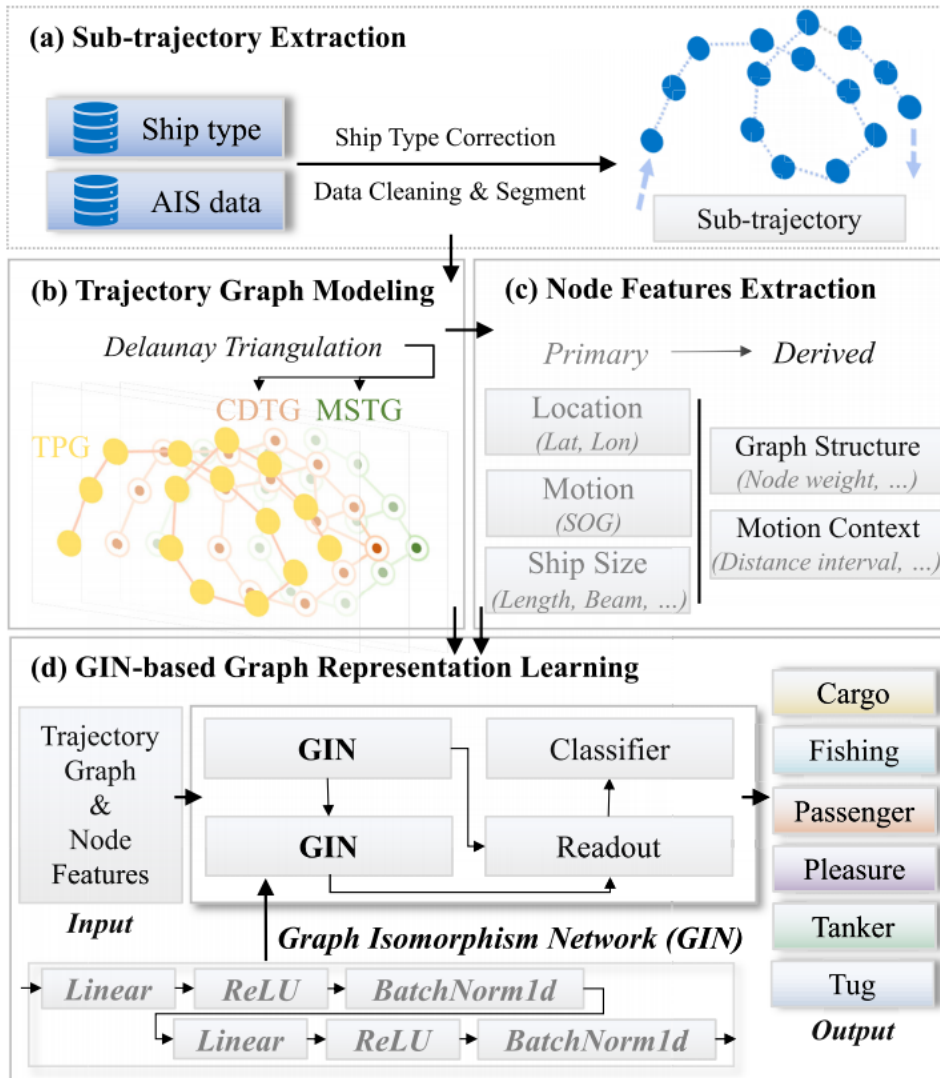 (a) Sub-trajectory Extraction
Ship type
AIS data
Ship Type Correction
Data Cleaning & Segment
Sub-trajectory
(b) Trajectory Graph Modeling
Delaunay Triangulation
CDTG MSTG
TPG
(c) Node Features Extraction
Primary
Derived
Location
(Lat, Lon)
Motion
(SOG)
Ship Size
(Length, Beam, ...)
Graph Structure
(Node weight, ...)
Motion Context
(Distance interval, ...)
(d) GIN-based Graph Representation Learning
Trajectory
Graph
&
Node
Features
Input
GIN
GIN
Classifier
Readout
Graph Isomorphism Network (GIN)
Linear
ReLU
BatchNorm1d
Linear
ReLU
BatchNorm1d
Cargo
Fishing
Passenger
Pleasure
Tanker
Tug
Output